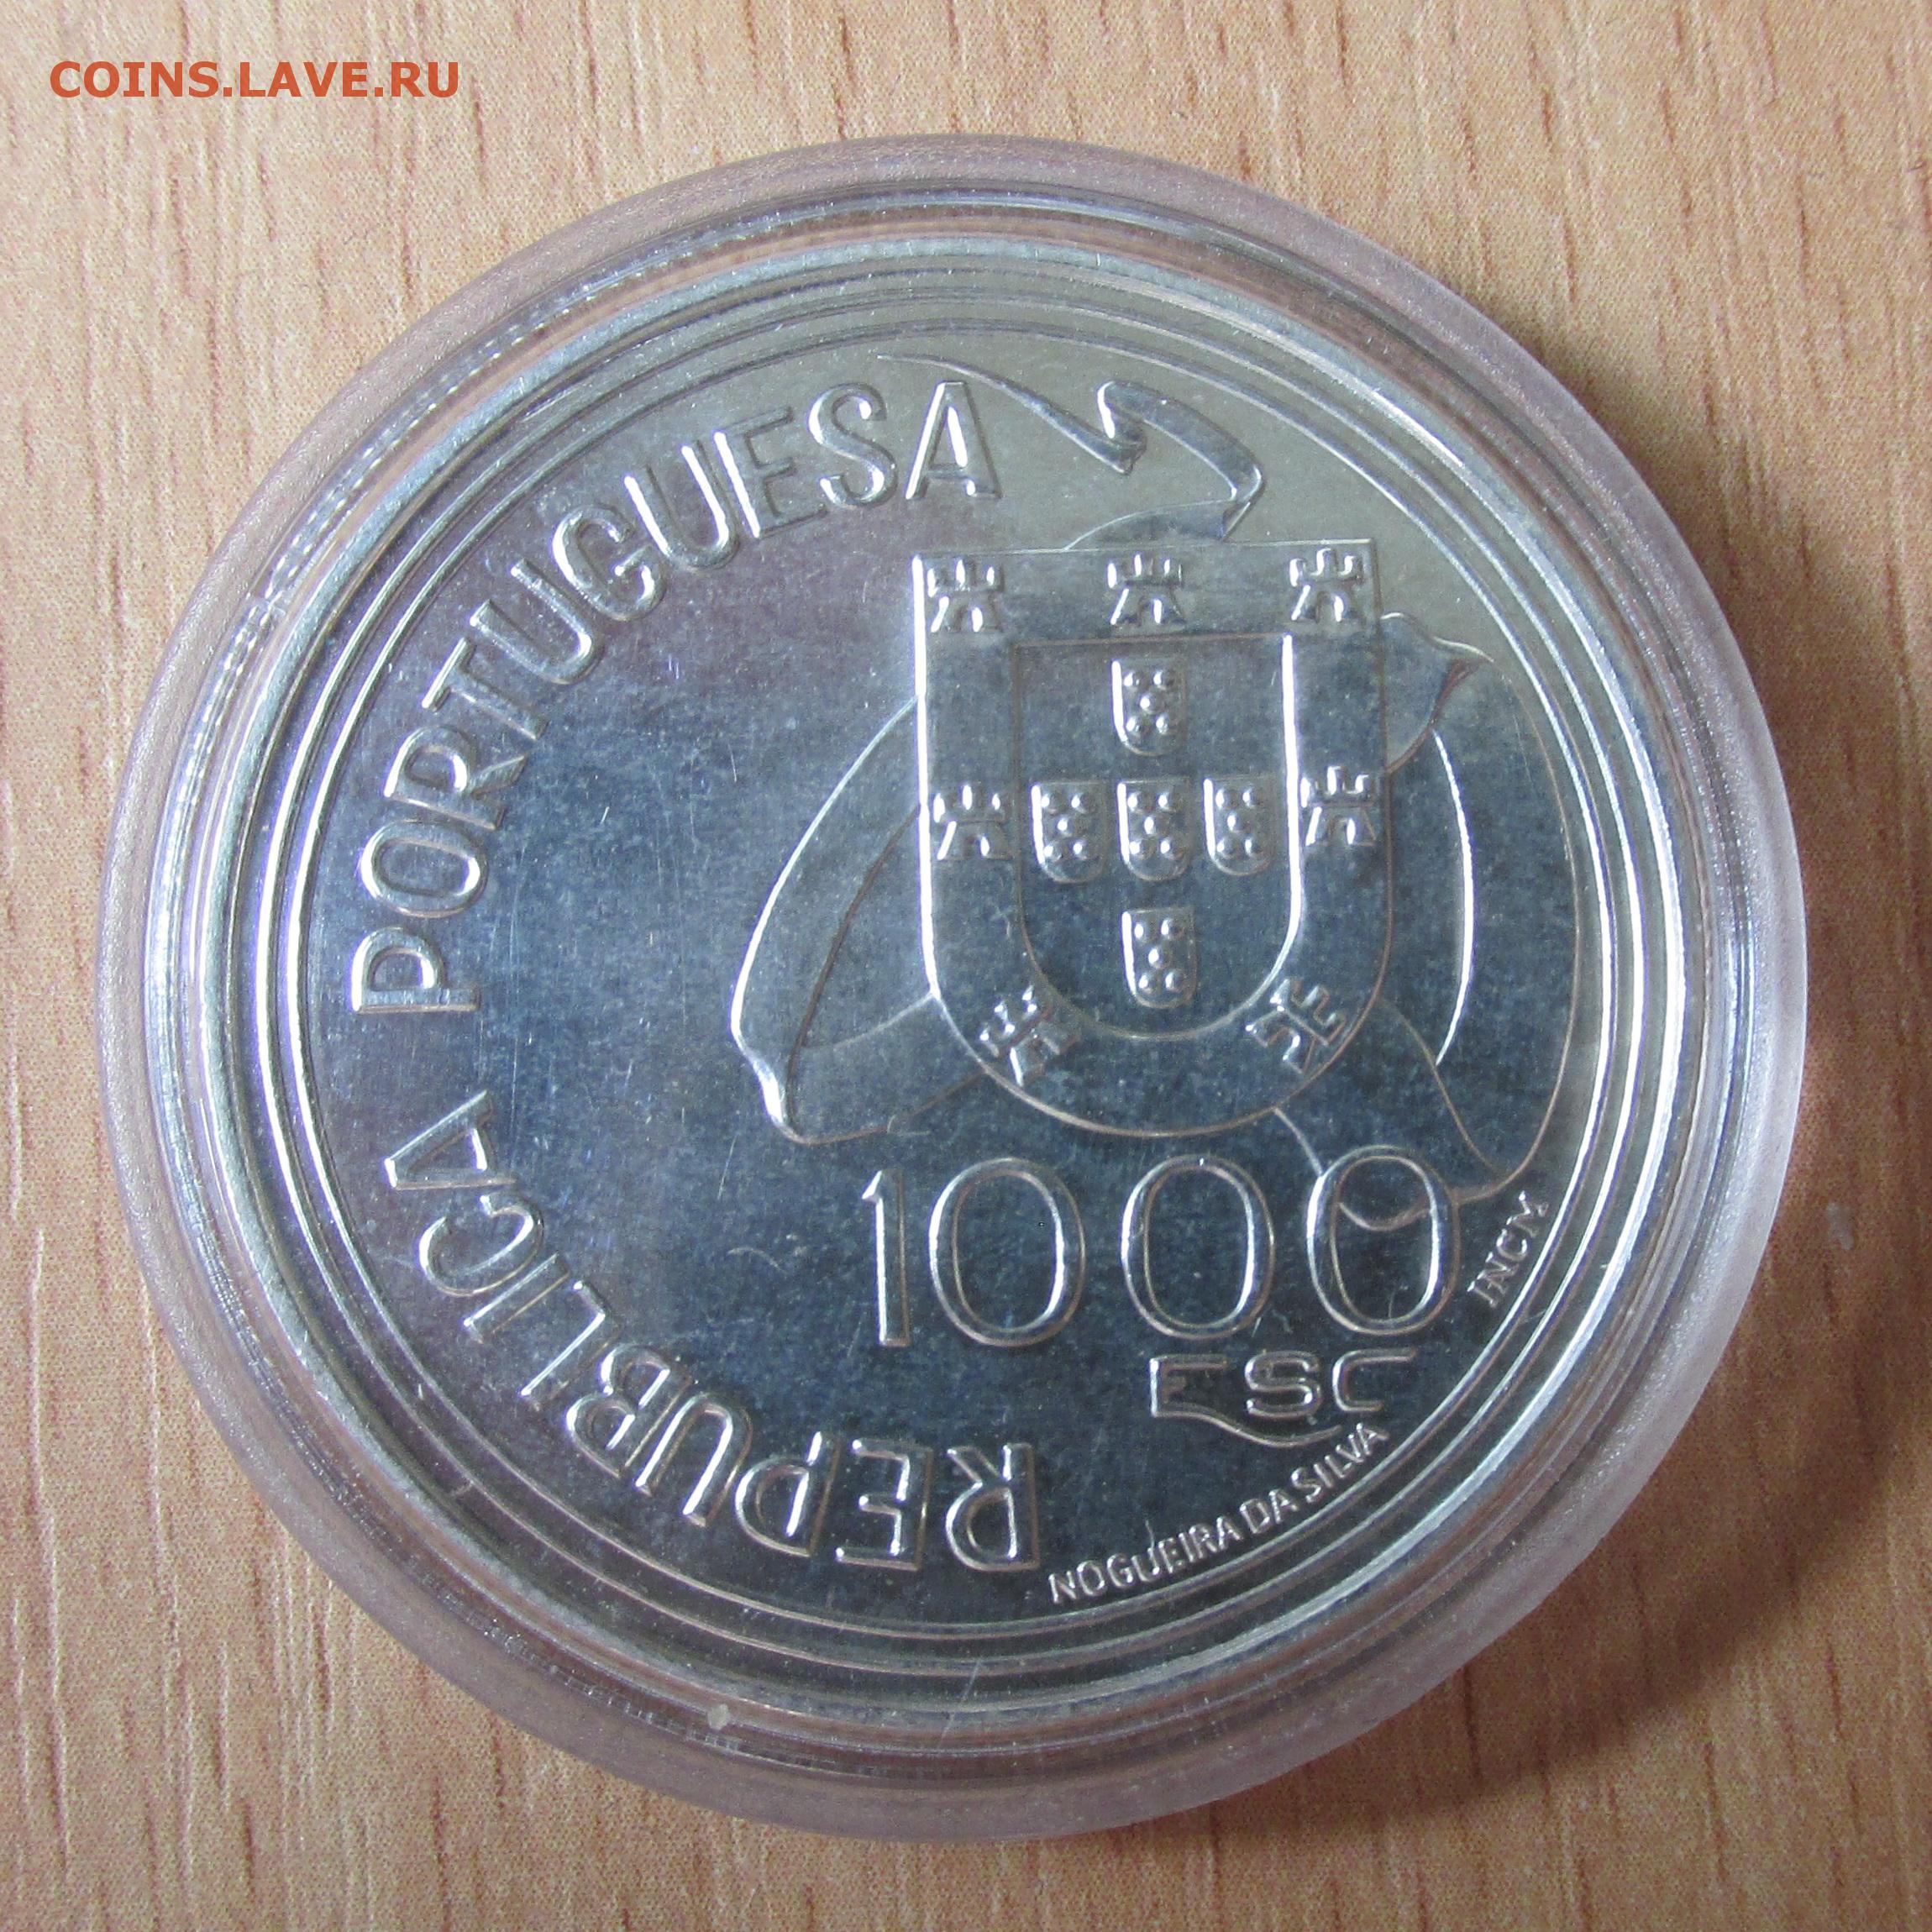 COINS.LAVE.RU
REPUBLICA PORTUGUESA
1000
ESC
INCM
NOGUEIRA DA SILVA